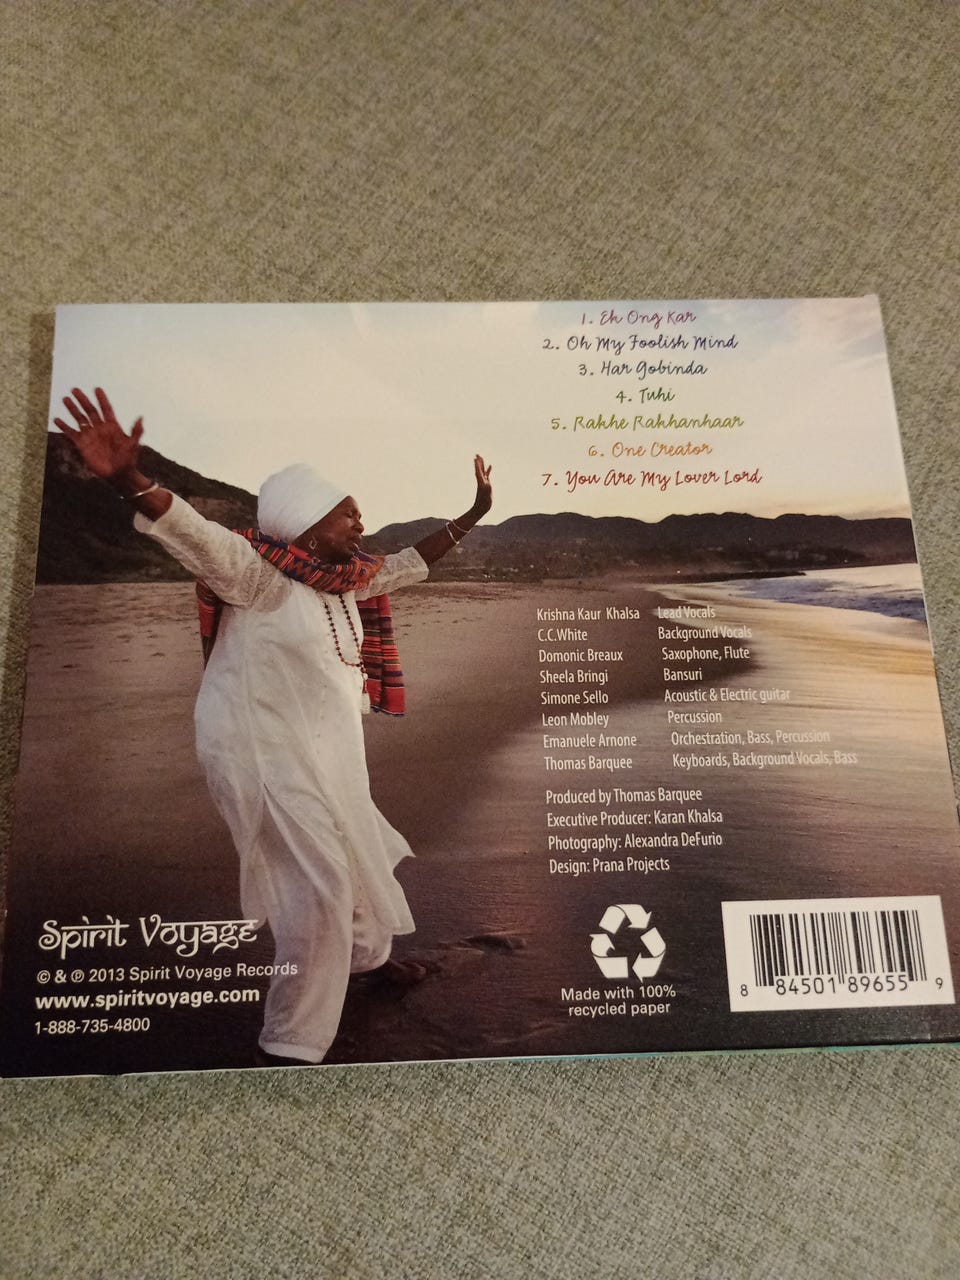 1. Ek Ong Kar
2. Oh My Foolish Mind
3. Har Gobinda
4. Tuhi
5. Rakhe Rakhanhaar
6. One Creator
7. You Are My Lover Lord
Krishna Kaur Khalsa Lead Vocals
C.C.White Background Vocals
Domonic Breaux Saxophone, Flute
Sheela Bringi Bansuri
Simone Sello Acoustic & Electric guitar
Leon Mobley Percussion
Emanuele Arnone Orchestration, Bass, Percussion
Thomas Barquee Keyboards, Background Vocals, Bass
Produced by Thomas Barquee
Executive Producer: Karan Khalsa
Photography: Alexandra DeFurio
Design: Prana Projects
Spirit Voyage
© & ℗ 2013 Spirit Voyage Records
www.spiritvoyage.com
1-888-735-4800
Made with 100%
recycled paper
8 84501 89655 9